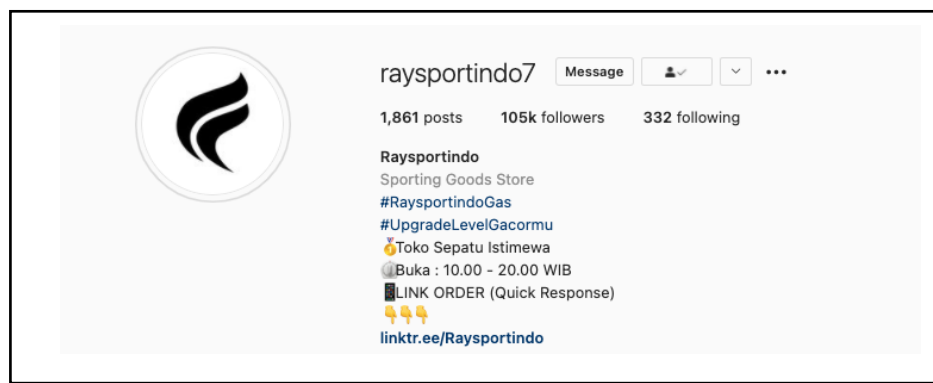 raysportindo7 Message
1,861 posts 105k followers 332 following
Raysportindo
Sporting Goods Store
#RaysportindoGas
#UpgradeLevelGacormu
🥇Toko Sepatu Istimewa
Buka : 10.00 - 20.00 WIB
LINK ORDER (Quick Response)
👇👇👇
linktr.ee/Raysportindo